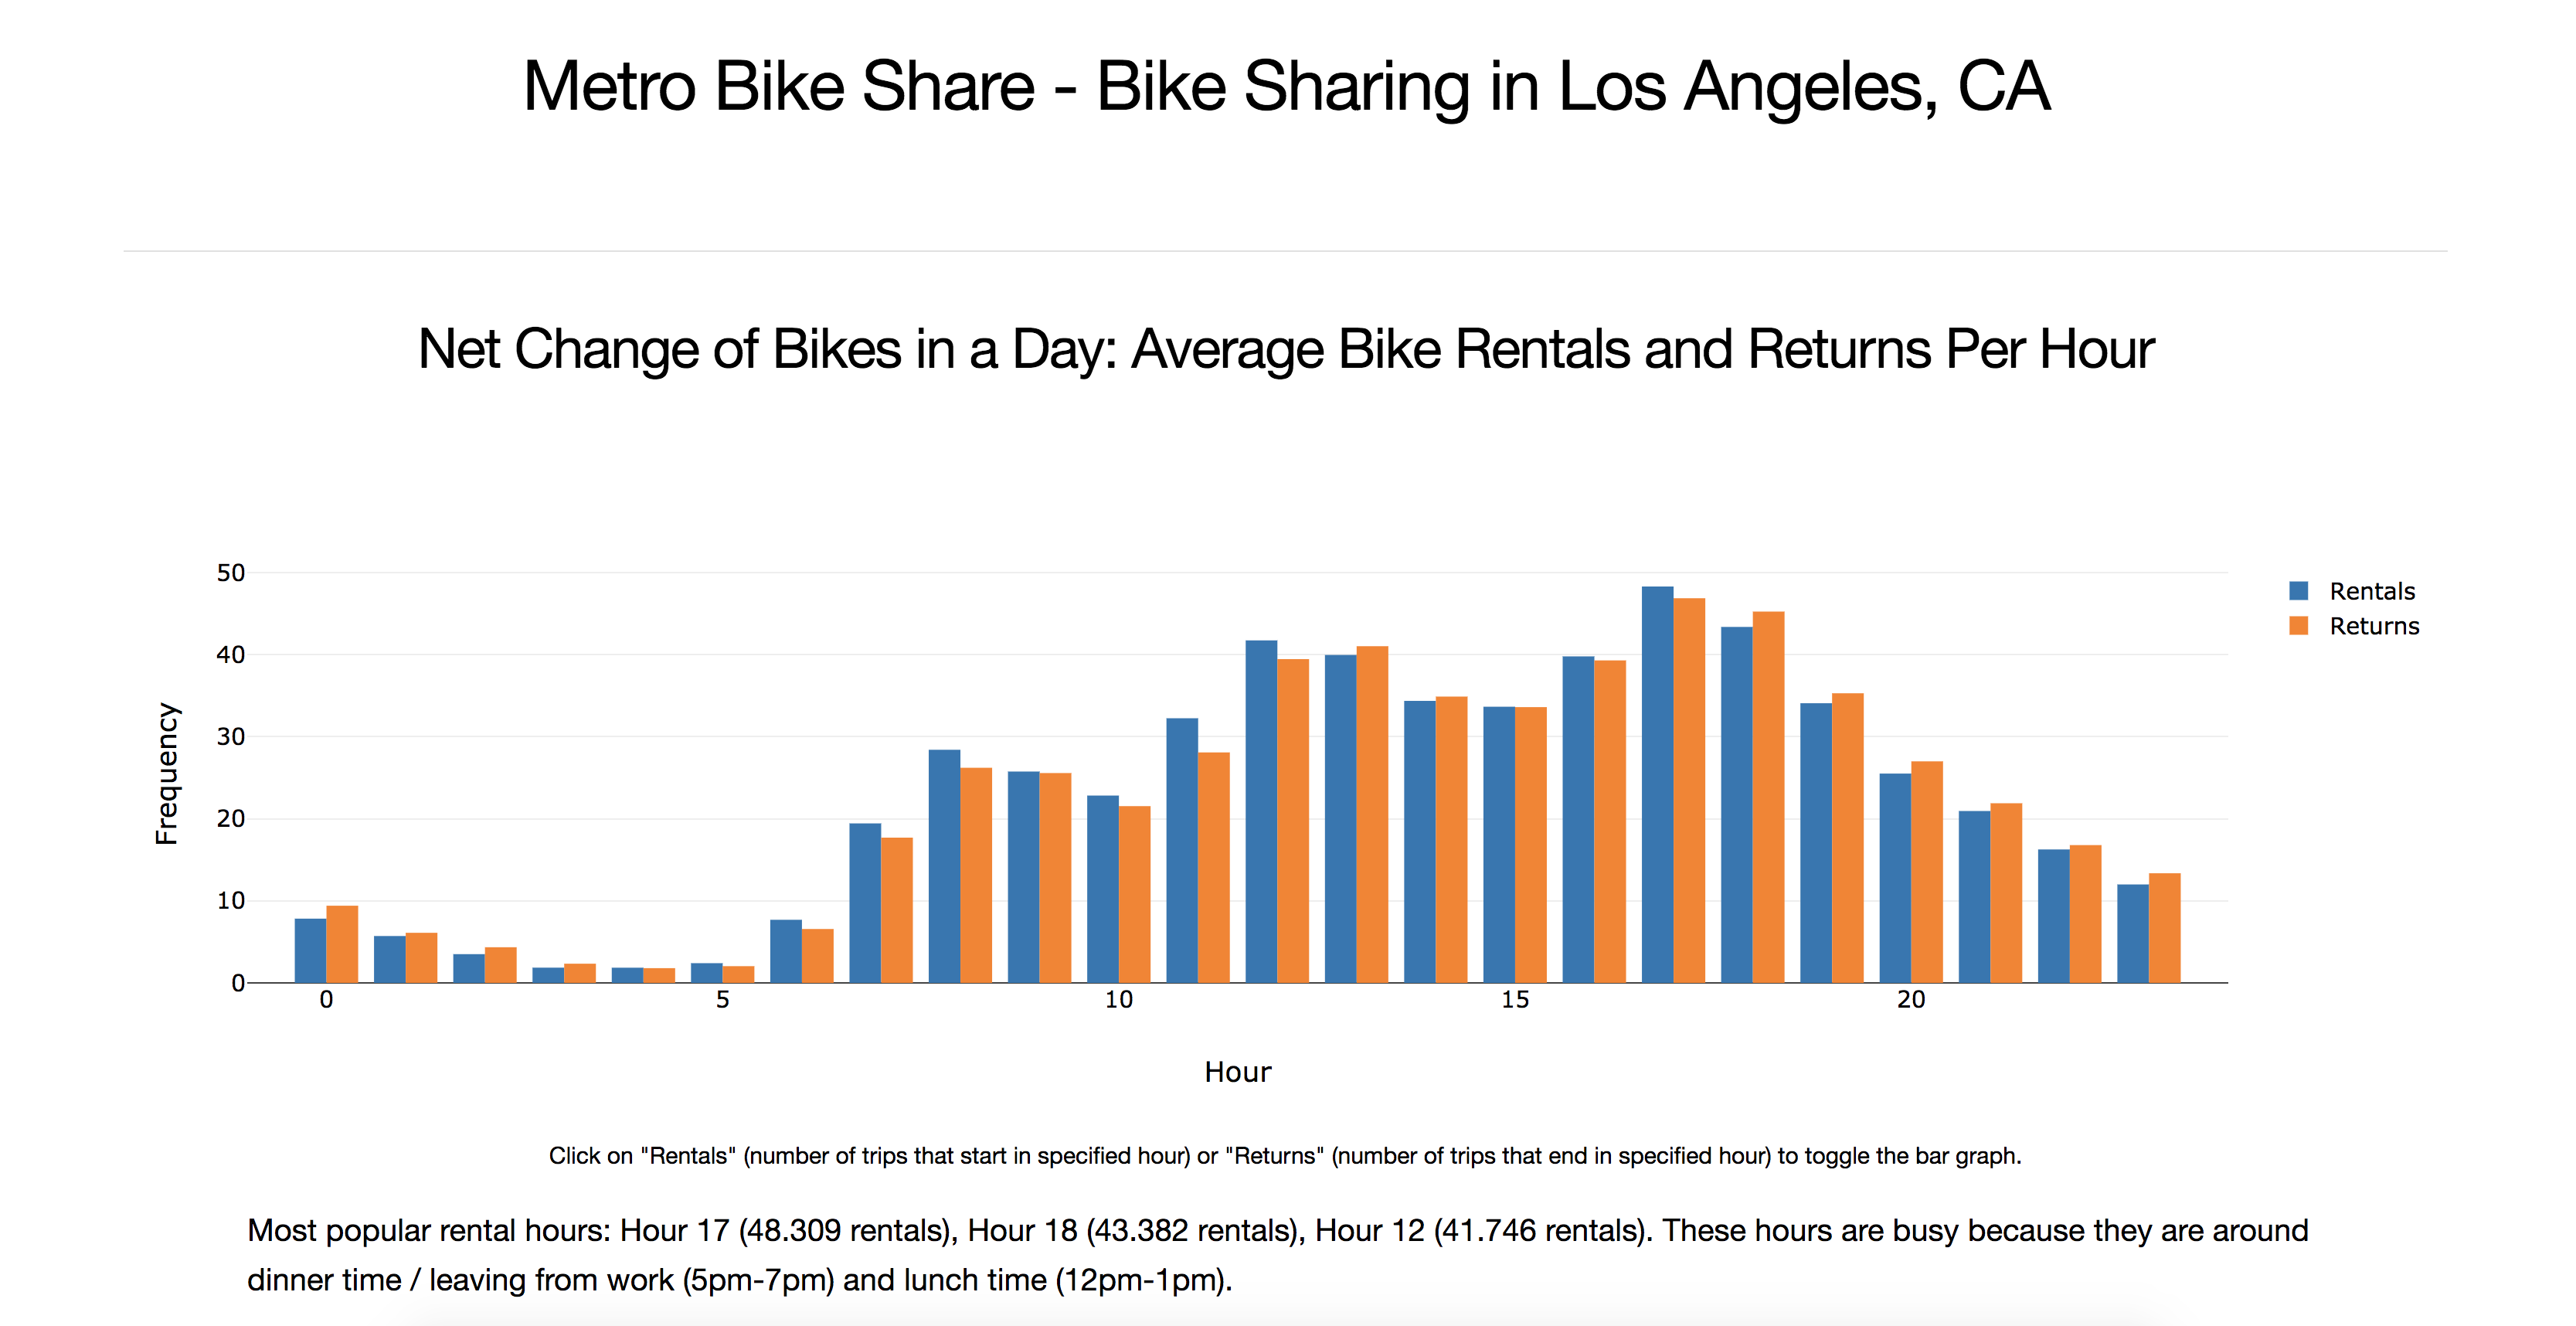 Metro Bike Share - Bike Sharing in Los Angeles, CA
Net Change of Bikes in a Day: Average Bike Rentals and Returns Per Hour
50
40
30
20
10
0
Frequency
0 5 10 15 20
Hour
Rentals
Returns
Click on "Rentals" (number of trips that start in specified hour) or "Returns" (number of trips that end in specified hour) to toggle the bar graph.
Most popular rental hours: Hour 17 (48.309 rentals), Hour 18 (43.382 rentals), Hour 12 (41.746 rentals). These hours are busy because they are around
dinner time / leaving from work (5pm-7pm) and lunch time (12pm-1pm).